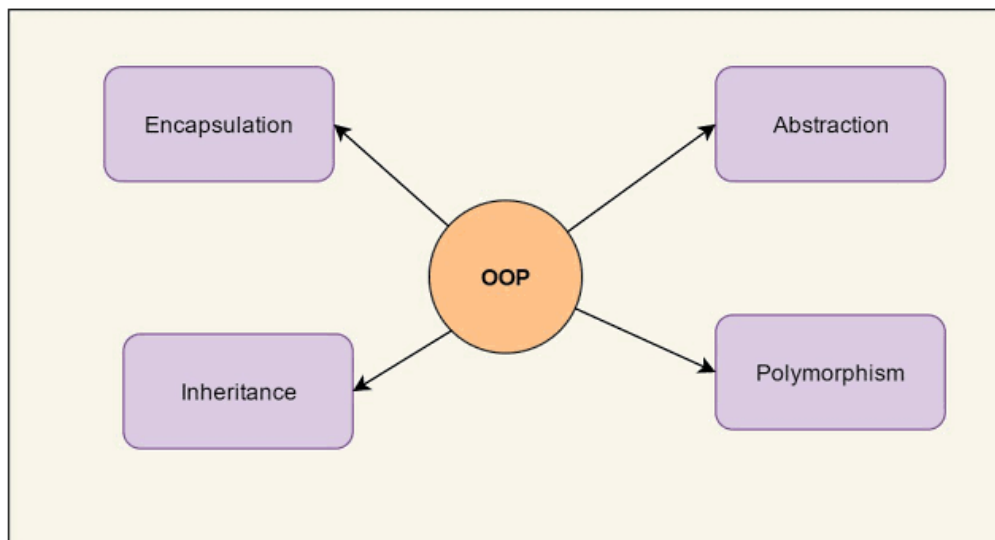 Encapsulation
Abstraction
OOP
Inheritance
Polymorphism